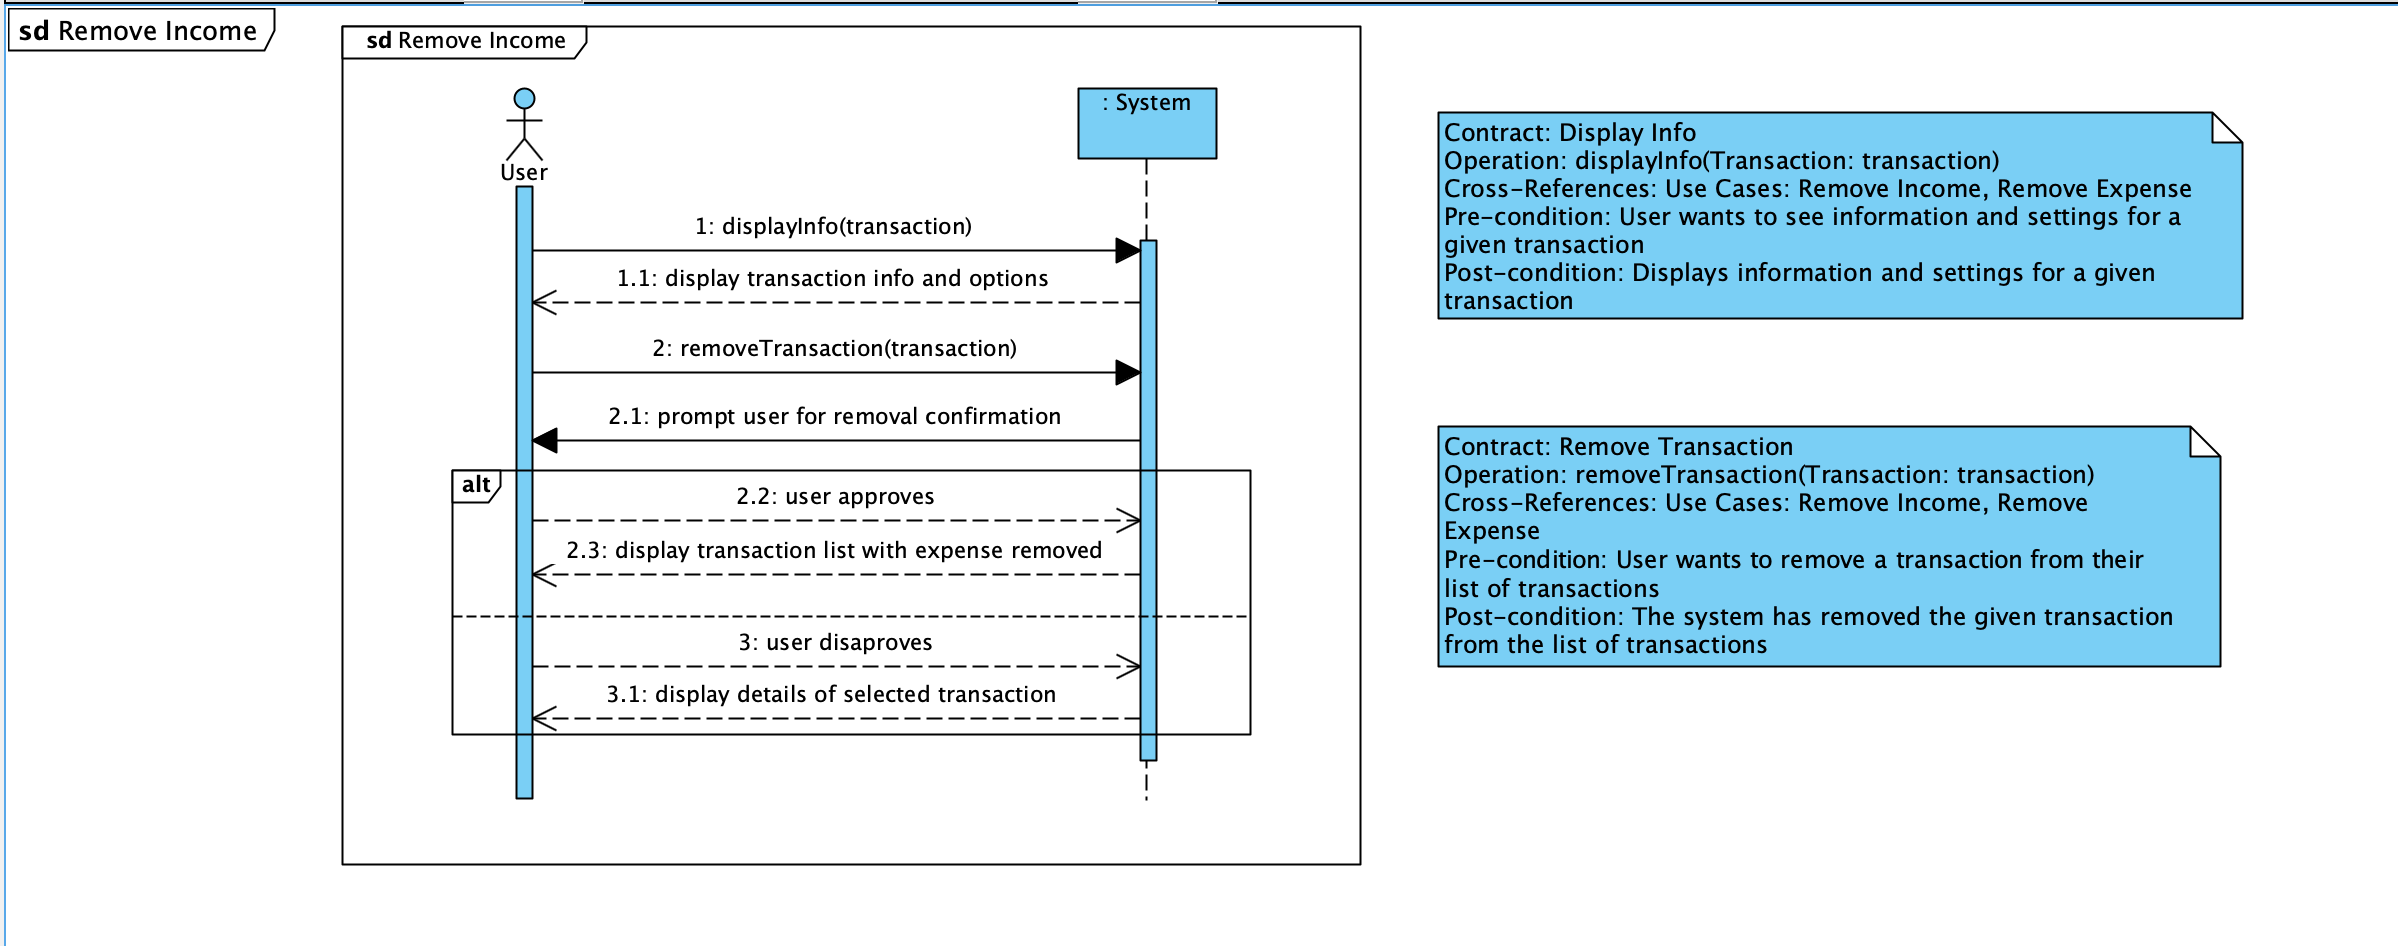 sd Remove Income
sd Remove Income
User
: System
1: displayInfo(transaction)
1.1: display transaction info and options
2: removeTransaction(transaction)
2.1: prompt user for removal confirmation
alt
2.2: user approves
2.3: display transaction list with expense removed
3: user disaproves
3.1: display details of selected transaction
Contract: Display Info
Operation: displayInfo(Transaction: transaction)
Cross-References: Use Cases: Remove Income, Remove Expense
Pre-condition: User wants to see information and settings for a
given transaction
Post-condition: Displays information and settings for a given
transaction
Contract: Remove Transaction
Operation: removeTransaction(Transaction: transaction)
Cross-References: Use Cases: Remove Income, Remove
Expense
Pre-condition: User wants to remove a transaction from their
list of transactions
Post-condition: The system has removed the given transaction
from the list of transactions